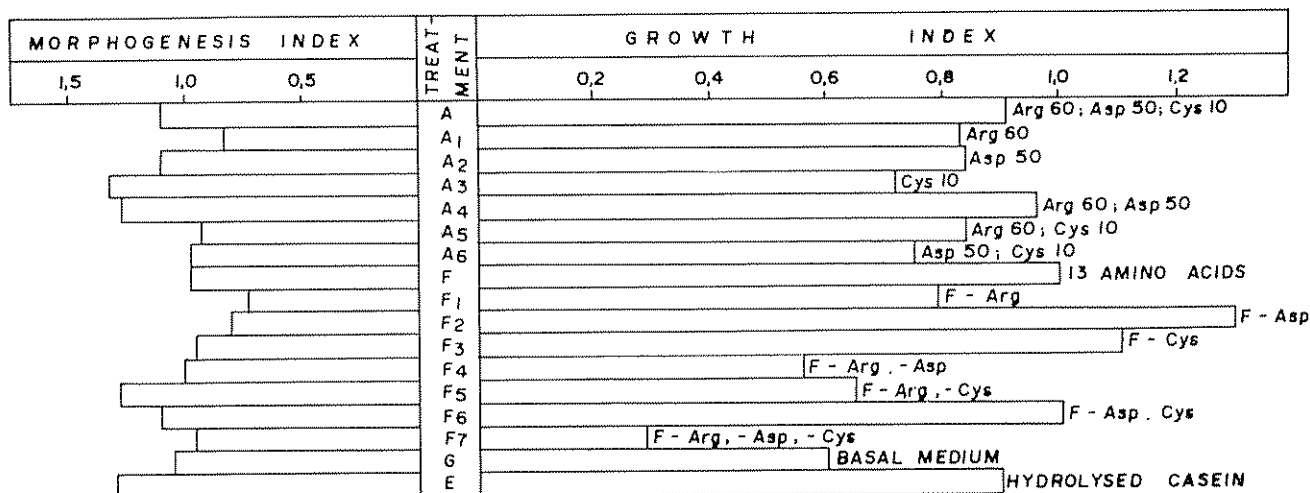 MORPHOGENESIS INDEX
TREAT-
MENT
GROWTH INDEX
1,5 1,0 0,5
0,2 0,4 0,6 0,8 1,0 1,2
A Arg 60; Asp 50; Cys 10
A1 Arg 60
A2 Asp 50
A3 Cys 10
A4 Arg 60; Asp 50
A5 Arg 60; Cys 10
A6 Asp 50; Cys 10
F 13 AMINO ACIDS
F1 F - Arg
F2 F - Asp
F3 F - Cys
F4 F - Arg . - Asp
F5 F - Arg , - Cys
F6 F - Asp . Cys
F7 F - Arg, - Asp, - Cys
G BASAL MEDIUM
E HYDROLYSED CASEIN